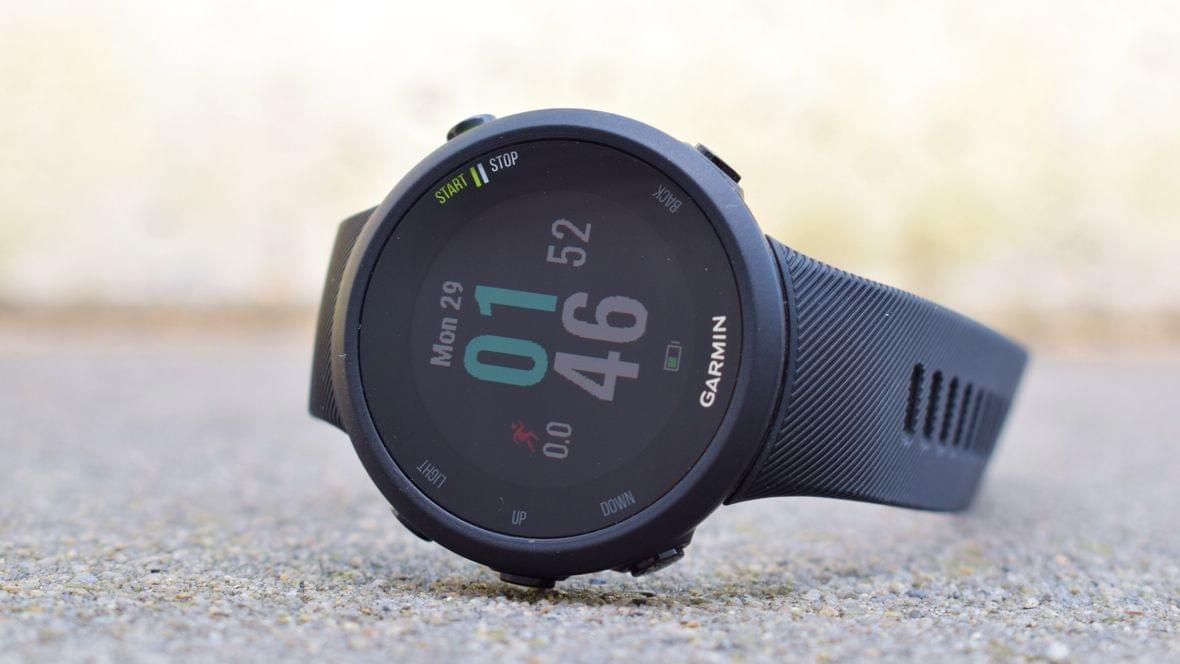 START STOP
BACK
Mon 29
01
46
52
0.0
GARMIN
LIGHT
UP
DOWN